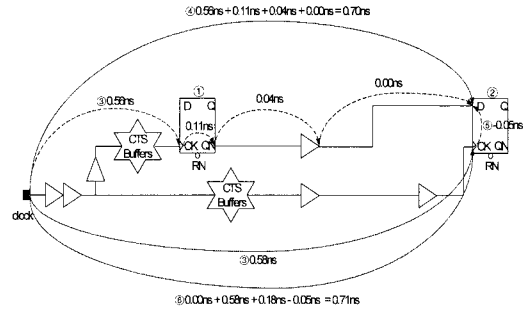 ④0.56ns + 0.11ns + 0.04ns + 0.00ns = 0.70ns
0.00ns
① ②
③0.56ns
0.04ns
D Q
D Q
0.11ns
⑤-0.05ns
CTS
Buffers
CK QN
CK QN
RN
RN
CTS
Buffers
clock
③0.58ns
⑥0.00ns + 0.58ns + 0.18ns - 0.05ns = 0.71ns